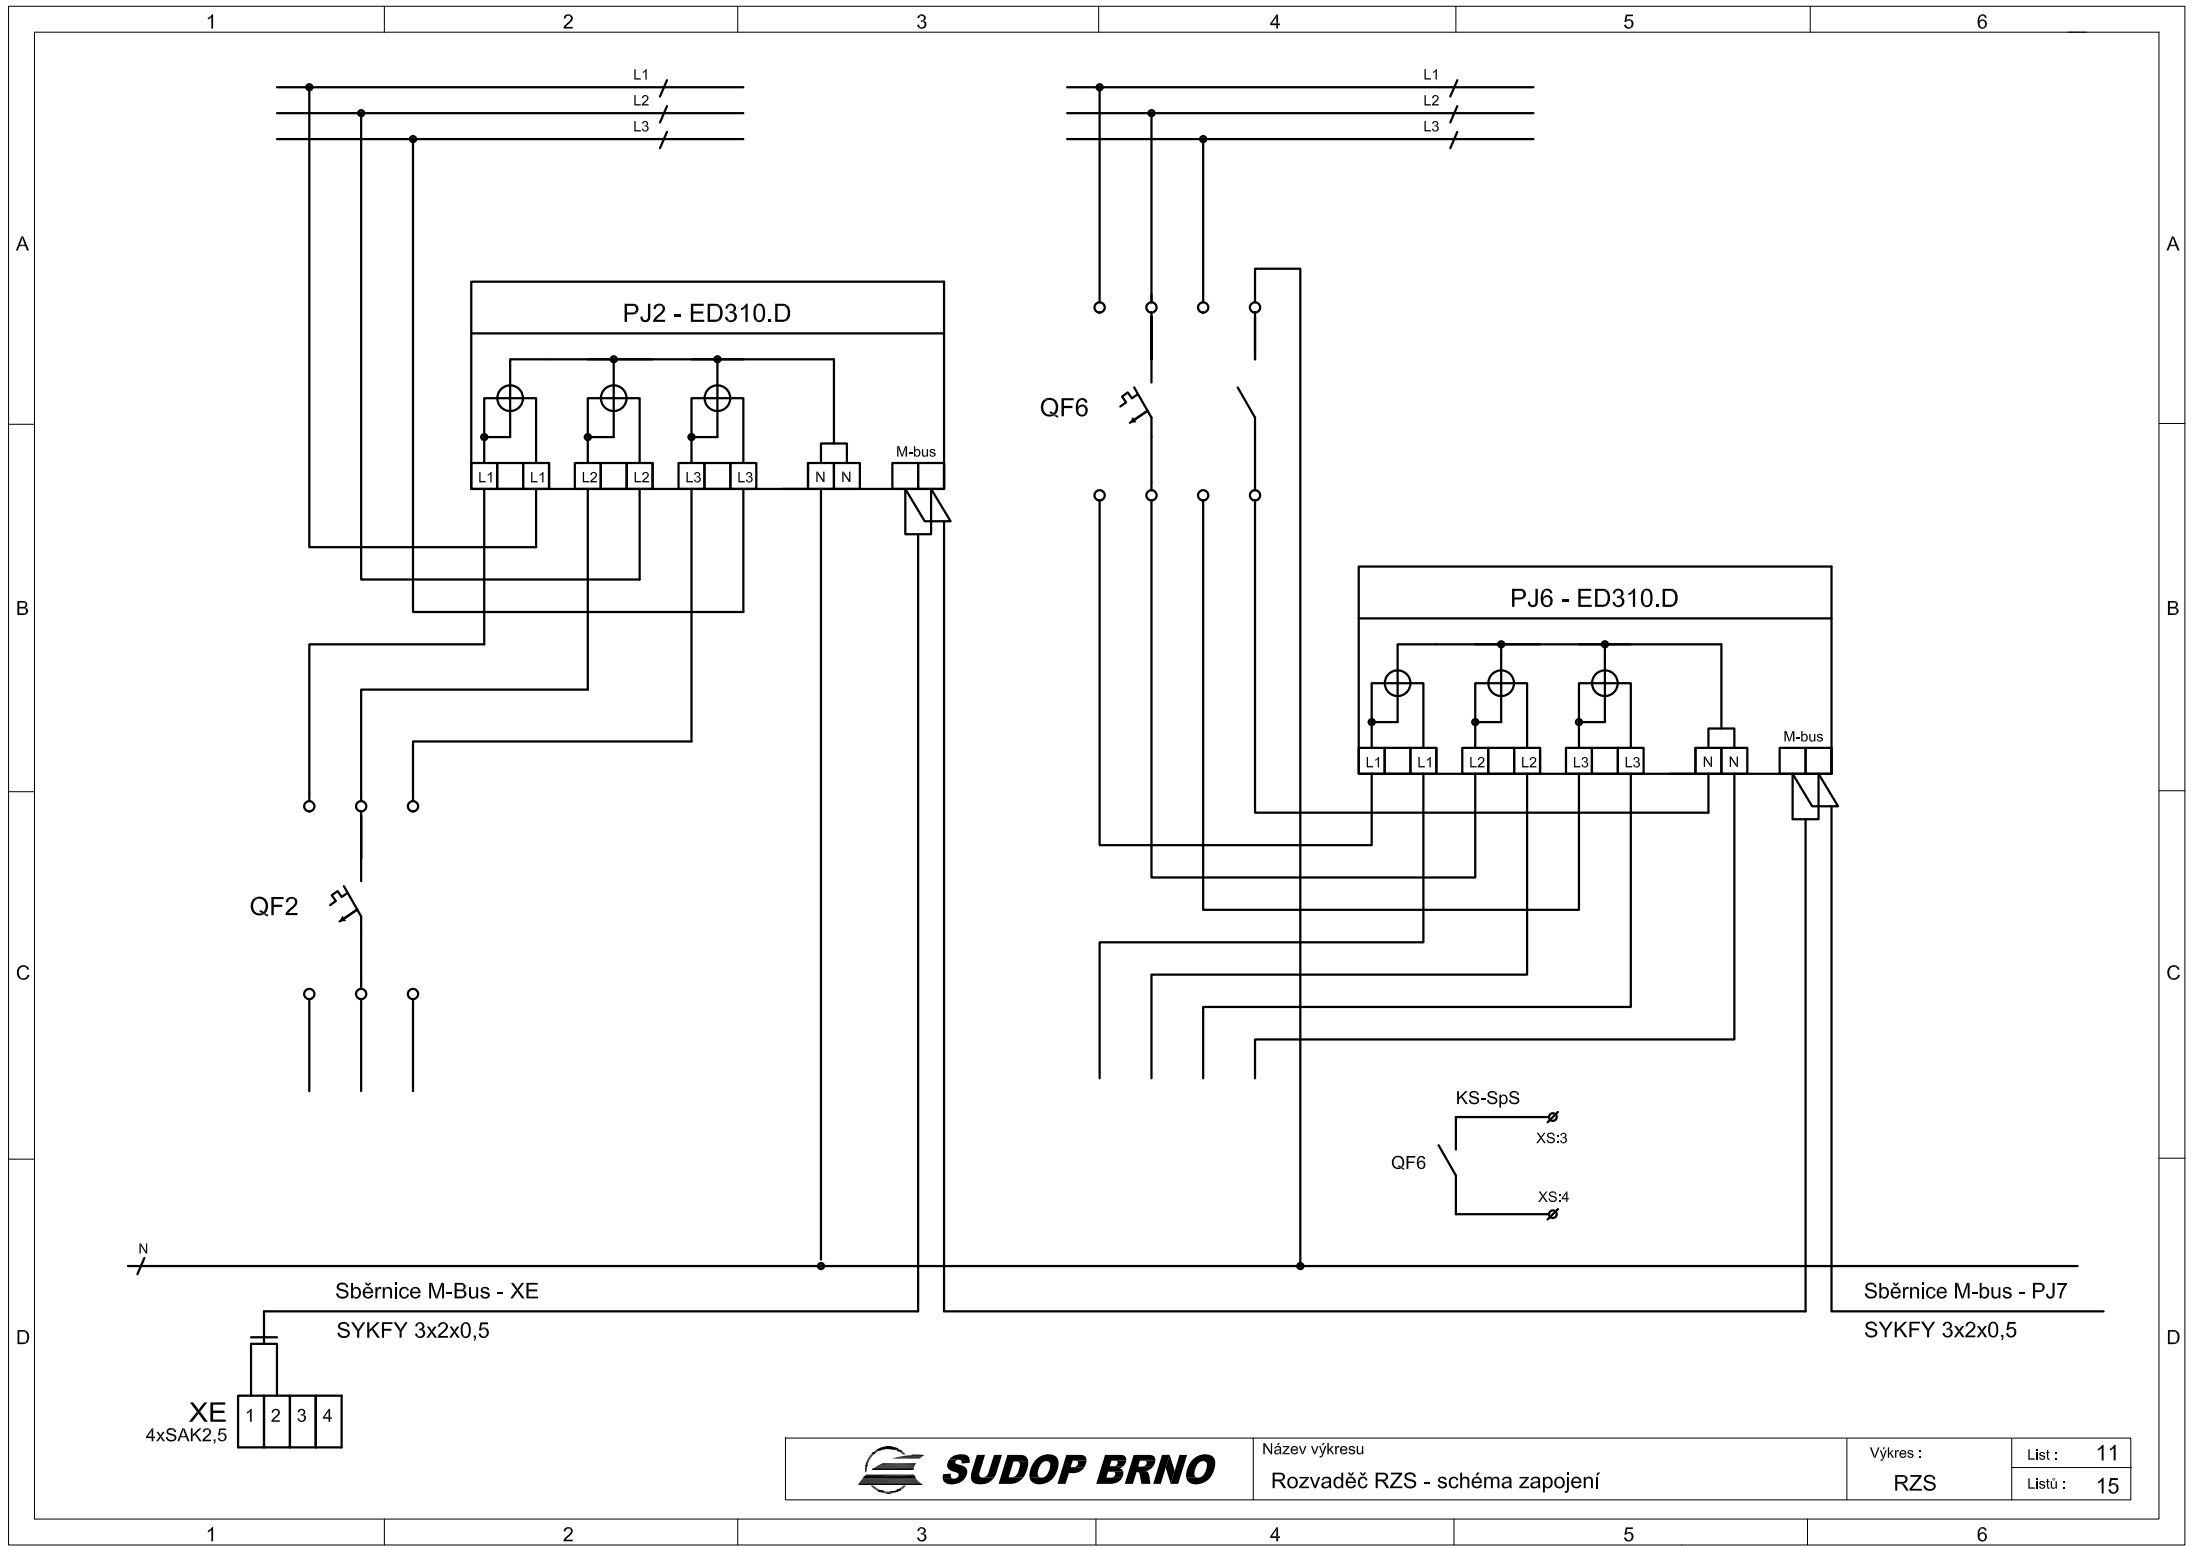 1 2 3 4 5 6
L1
L2
L3
L1
L2
L3
A
A
PJ2 - ED310.D
QF6
M-bus
L1 L1 L2 L2 L3 L3 N N
B
B
PJ6 - ED310.D
M-bus
L1 L1 L2 L2 L3 L3 N N
QF2
C
C
KS-SpS
XS:3
QF6
XS:4
N
Sběrnice M-Bus - XE
SYKFY 3x2x0,5
Sběrnice M-bus - PJ7
SYKFY 3x2x0,5
D
D
XE
4xSAK2,5
1 2 3 4
SUDOP BRNO
Název výkresu
Rozvaděč RZS - schéma zapojení
Výkres :
RZS
List : 11
Listů : 15
1 2 3 4 5 6